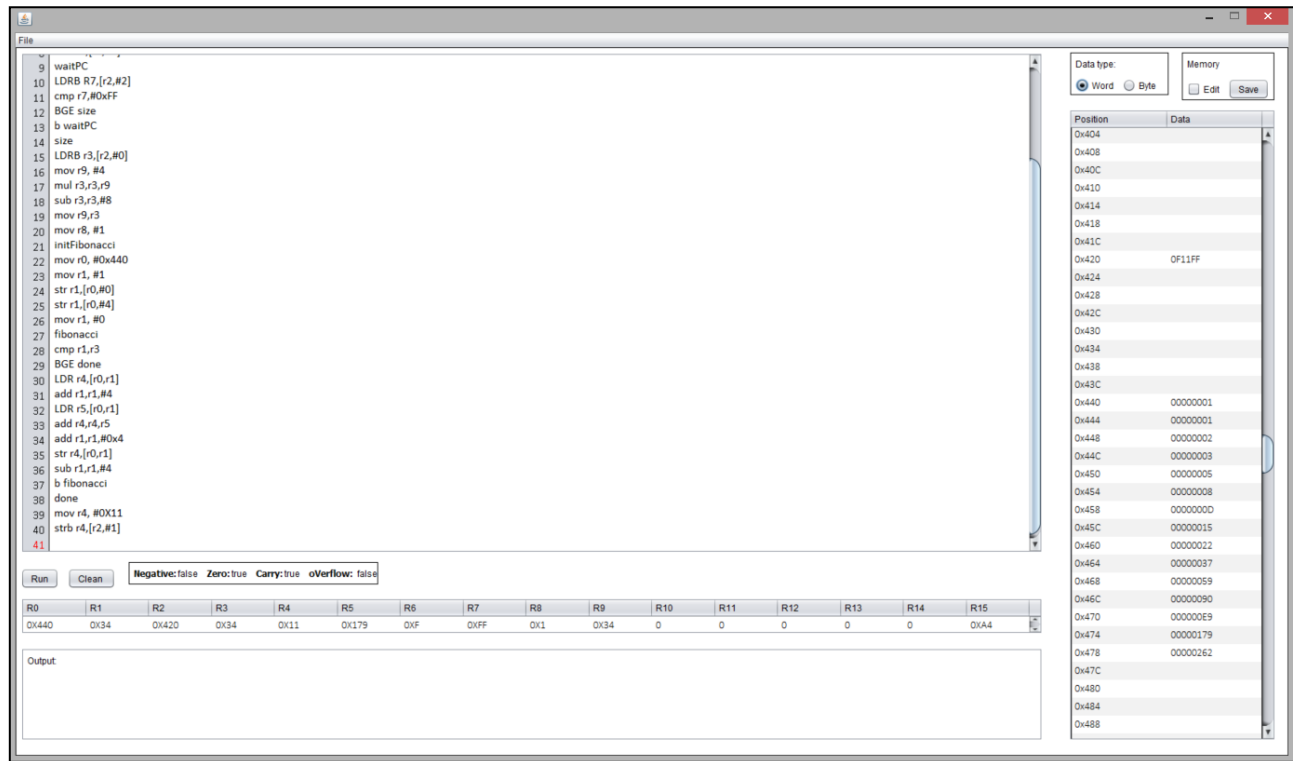 File
9 waitPC
10 LDRB R7,[r2,#2]
11 cmp r7,#0xFF
12 BGE size
13 b waitPC
14 size
15 LDRB r3,[r2,#0]
16 mov r9, #4
17 mul r3,r3,r9
18 sub r3,r3,#8
19 mov r9,r3
20 mov r8, #1
21 initFibonacci
22 mov r0, #0x440
23 mov r1, #1
24 str r1,[r0,#0]
25 str r1,[r0,#4]
26 mov r1, #0
27 fibonacci
28 cmp r1,r3
29 BGE done
30 LDR r4,[r0,r1]
31 add r1,r1,#4
32 LDR r5,[r0,r1]
33 add r4,r4,r5
34 add r1,r1,#0x4
35 str r4,[r0,r1]
36 sub r1,r1,#4
37 b fibonacci
38 done
39 mov r4, #0X11
40 strb r4,[r2,#1]
41
Run Clean Negative: false Zero: true Carry: true oVerflow: false
R0 R1 R2 R3 R4 R5 R6 R7 R8 R9 R10 R11 R12 R13 R14 R15
0X440 0X34 0X420 0X34 0X11 0X179 0XF 0XFF 0X1 0X34 0 0 0 0 0 0XA4
Output:
Data type: Memory
Word Byte Edit Save
Position Data
0x404
0x408
0x40C
0x410
0x414
0x418
0x41C
0x420 0F11FF
0x424
0x428
0x42C
0x430
0x434
0x438
0x43C
0x440 00000001
0x444 00000001
0x448 00000002
0x44C 00000003
0x450 00000005
0x454 00000008
0x458 0000000D
0x45C 00000015
0x460 00000022
0x464 00000037
0x468 00000059
0x46C 00000090
0x470 000000E9
0x474 00000179
0x478 00000262
0x47C
0x480
0x484
0x488